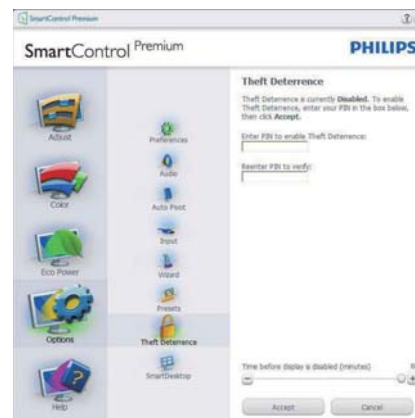 SmartControl Premium
SmartControl Premium
PHILIPS
Adjust
Color
Eco Power
Options
Help
Preferences
Audio
Auto Pivot
Input
Wizard
Presets
Theft Deterrence
SmartDesktop
Theft Deterrence
Theft Deterrence is currently Disabled. To enable
Theft Deterrence, enter your PIN in the box below,
then click Accept.
Enter PIN to enable Theft Deterrence:
Reenter PIN to verify:
Time before display is disabled (minutes)
Accept
Cancel